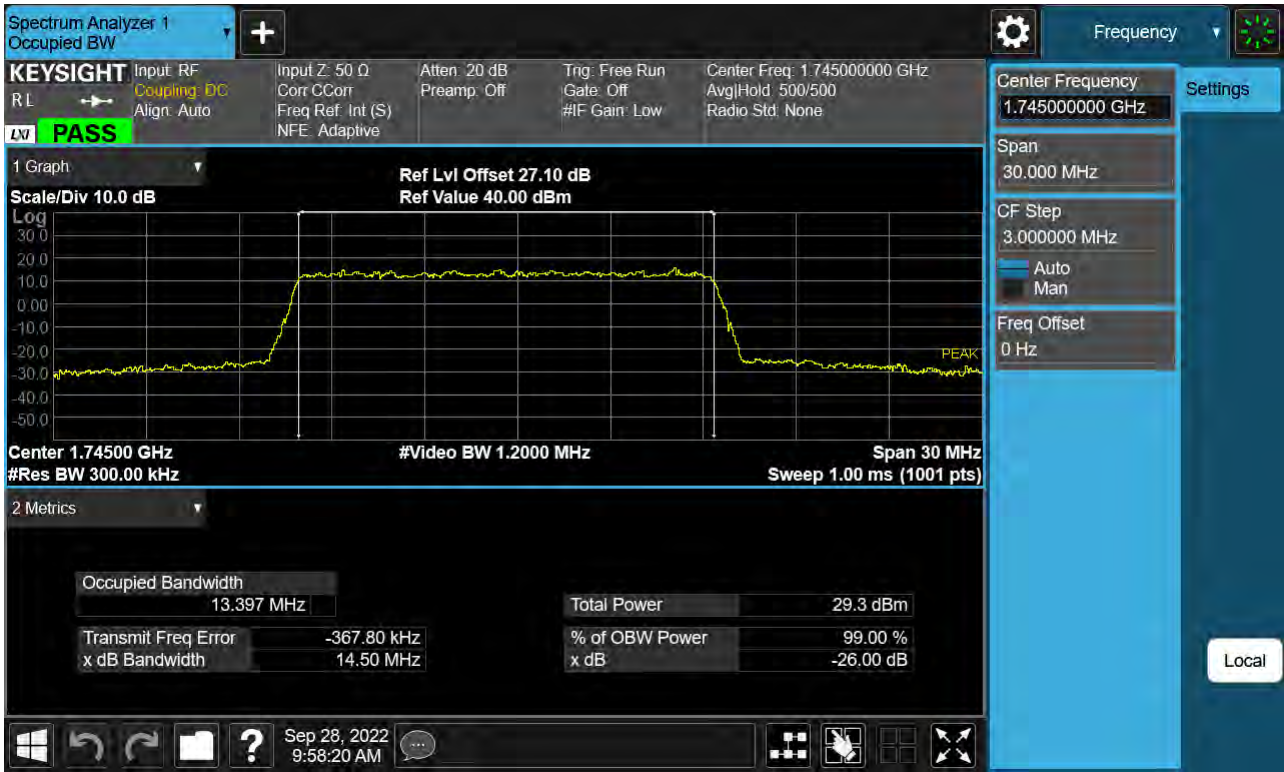 Spectrum Analyzer 1
Occupied BW
+
Frequency
KEYSIGHT
RL
LXI
PASS
Input: RF
Coupling: DC
Align: Auto
Input Z: 50 Ω
Corr CCorr
Freq Ref: Int (S)
NFE: Adaptive
Atten: 20 dB
Preamp: Off
Trig: Free Run
Gate: Off
#IF Gain: Low
Center Freq: 1.745000000 GHz
Avg|Hold: 500/500
Radio Std: None
Center Frequency
1.745000000 GHz
Settings
Span
30.000 MHz
CF Step
3.000000 MHz
Auto
Man
Freq Offset
0 Hz
Local
1 Graph
Scale/Div 10.0 dB
Ref Lvl Offset 27.10 dB
Ref Value 40.00 dBm
Log
30.0
20.0
10.0
0.00
-10.0
-20.0
-30.0
-40.0
-50.0
PEAK
Center 1.74500 GHz
#Video BW 1.2000 MHz
Span 30 MHz
#Res BW 300.00 kHz
Sweep 1.00 ms (1001 pts)
2 Metrics
Occupied Bandwidth
13.397 MHz
Total Power 29.3 dBm
Transmit Freq Error -367.80 kHz
% of OBW Power 99.00 %
x dB Bandwidth 14.50 MHz
x dB -26.00 dB
?
Sep 28, 2022
9:58:20 AM